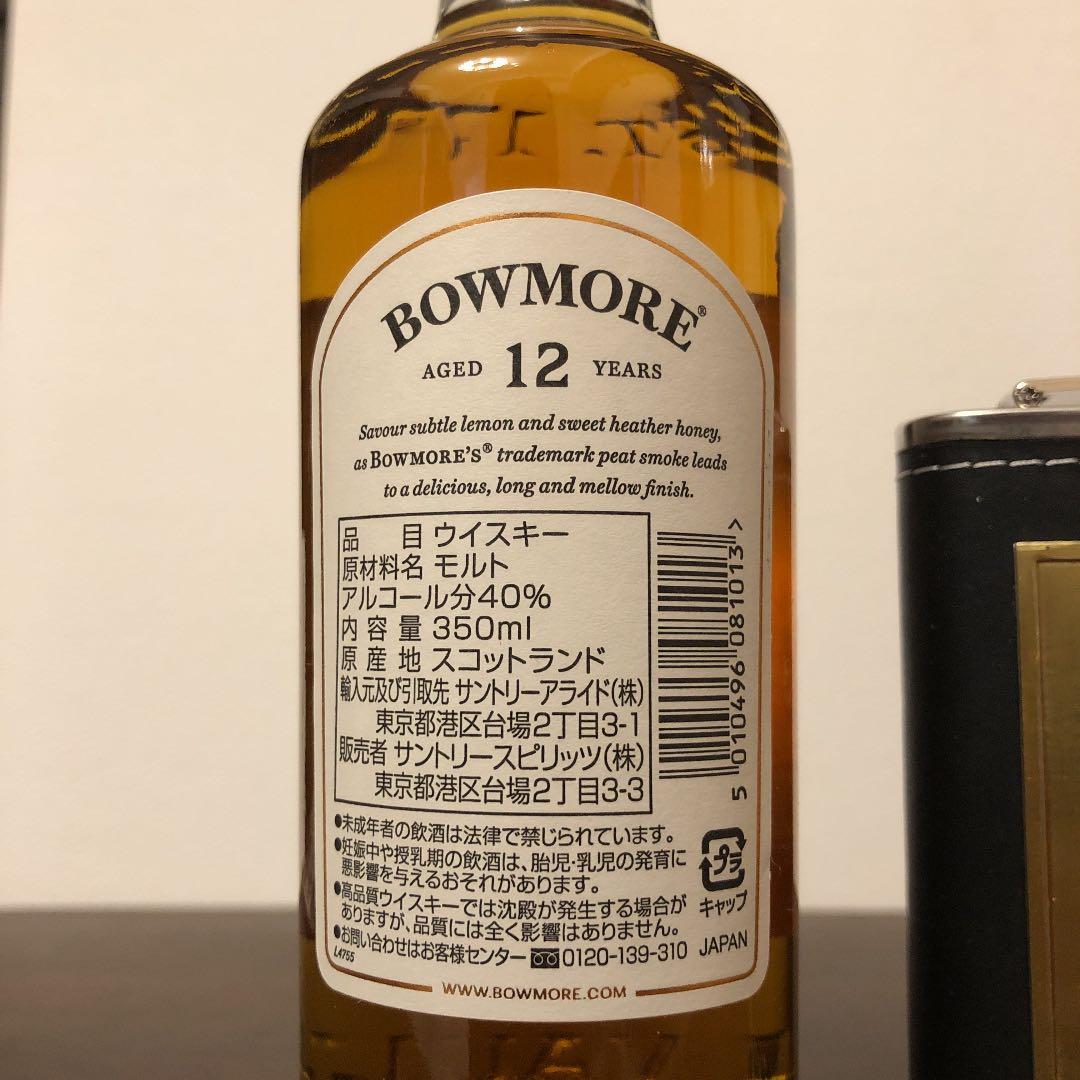 BOWMORE®
AGED 12 YEARS
Savour subtle lemon and sweet heather honey,
as BOWMORE'S® trademark peat smoke leads
to a delicious, long and mellow finish.
品 目 ウイスキー
原材料名 モルト
アルコール分40%
内容量 350ml
原産地 スコットランド
輸入元及び引取先 サントリーアライド(株)
東京都港区台場2丁目3-1
販売者 サントリースピリッツ(株)
東京都港区台場2丁目3-3
5 010496 081013 >
●未成年者の飲酒は法律で禁じられています。
●妊娠中や授乳期の飲酒は、胎児・乳児の発育に
悪影響を与えるおそれがあります。
●高品質ウイスキーでは沈殿が発生する場合が
ありますが、品質には全く影響はありません。
●お問い合わせはお客様センター 0120-139-310
プラ
キャップ
JAPAN
L4755
WWW.BOWMORE.COM